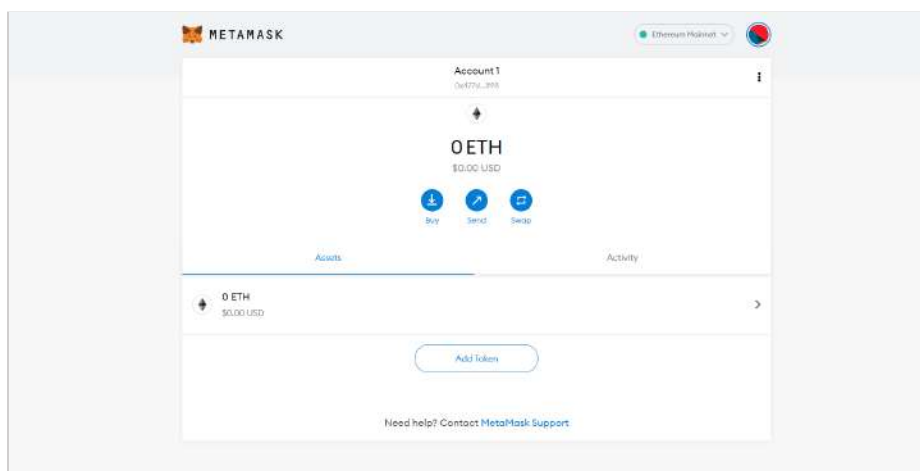 METAMASK
Ethereum Mainnet
Account 1
0 ETH
$0.00 USD
Buy
Send
Swap
Assets
Activity
0 ETH
$0.00 USD
Add Token
Need help? Contact MetaMask Support